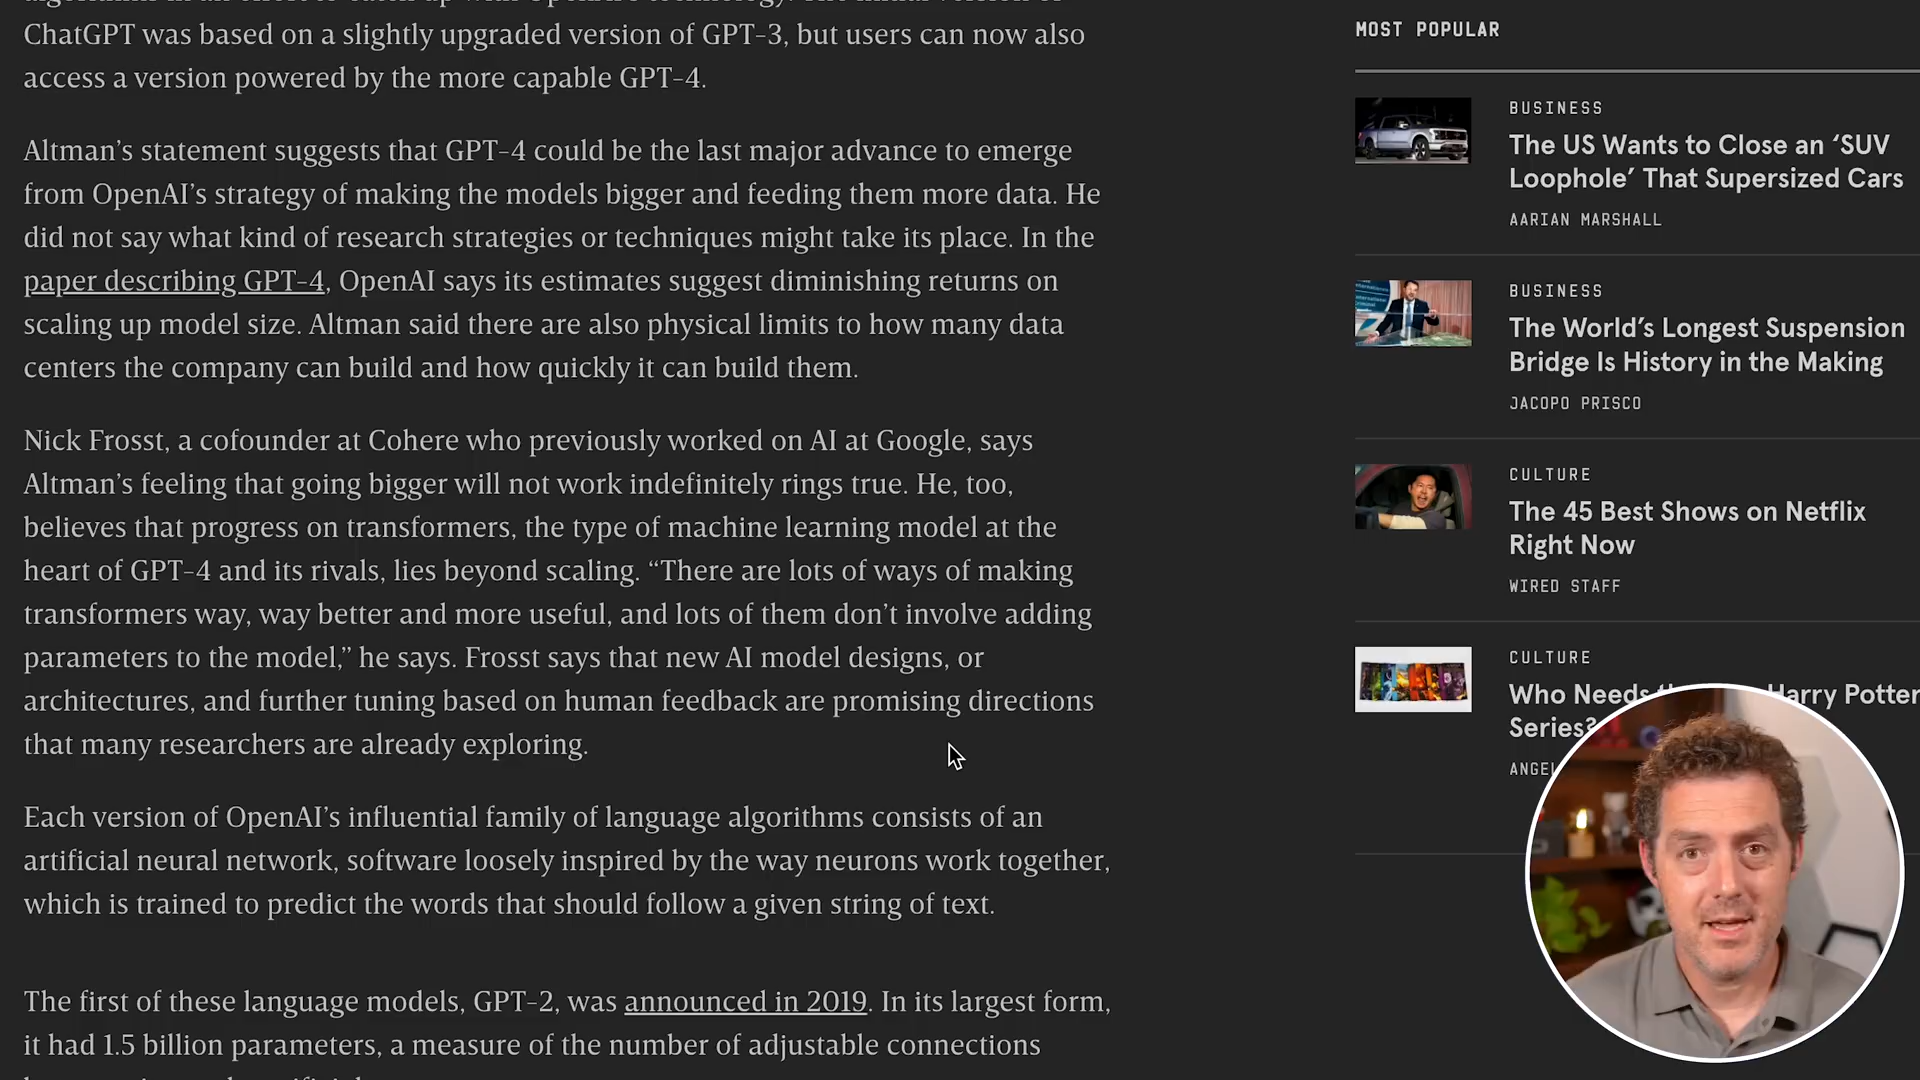 ChatGPT was based on a slightly upgraded version of GPT-3, but users can now also
access a version powered by the more capable GPT-4.
Altman’s statement suggests that GPT-4 could be the last major advance to emerge
from OpenAI’s strategy of making the models bigger and feeding them more data. He
did not say what kind of research strategies or techniques might take its place. In the
paper describing GPT-4, OpenAI says its estimates suggest diminishing returns on
scaling up model size. Altman said there are also physical limits to how many data
centers the company can build and how quickly it can build them.
Nick Frosst, a cofounder at Cohere who previously worked on AI at Google, says
Altman’s feeling that going bigger will not work indefinitely rings true. He, too,
believes that progress on transformers, the type of machine learning model at the
heart of GPT-4 and its rivals, lies beyond scaling. “There are lots of ways of making
transformers way, way better and more useful, and lots of them don’t involve adding
parameters to the model,” he says. Frosst says that new AI model designs, or
architectures, and further tuning based on human feedback are promising directions
that many researchers are already exploring.
Each version of OpenAI’s influential family of language algorithms consists of an
artificial neural network, software loosely inspired by the way neurons work together,
which is trained to predict the words that should follow a given string of text.
The first of these language models, GPT-2, was announced in 2019. In its largest form,
it had 1.5 billion parameters, a measure of the number of adjustable connections
MOST POPULAR
BUSINESS
The US Wants to Close an ‘SUV
Loophole’ That Supersized Cars
AARIAN MARSHALL
BUSINESS
The World’s Longest Suspension
Bridge Is History in the Making
JACOPO PRISCO
CULTURE
The 45 Best Shows on Netflix
Right Now
WIRED STAFF
CULTURE
Who Needs Harry Potter
Series?